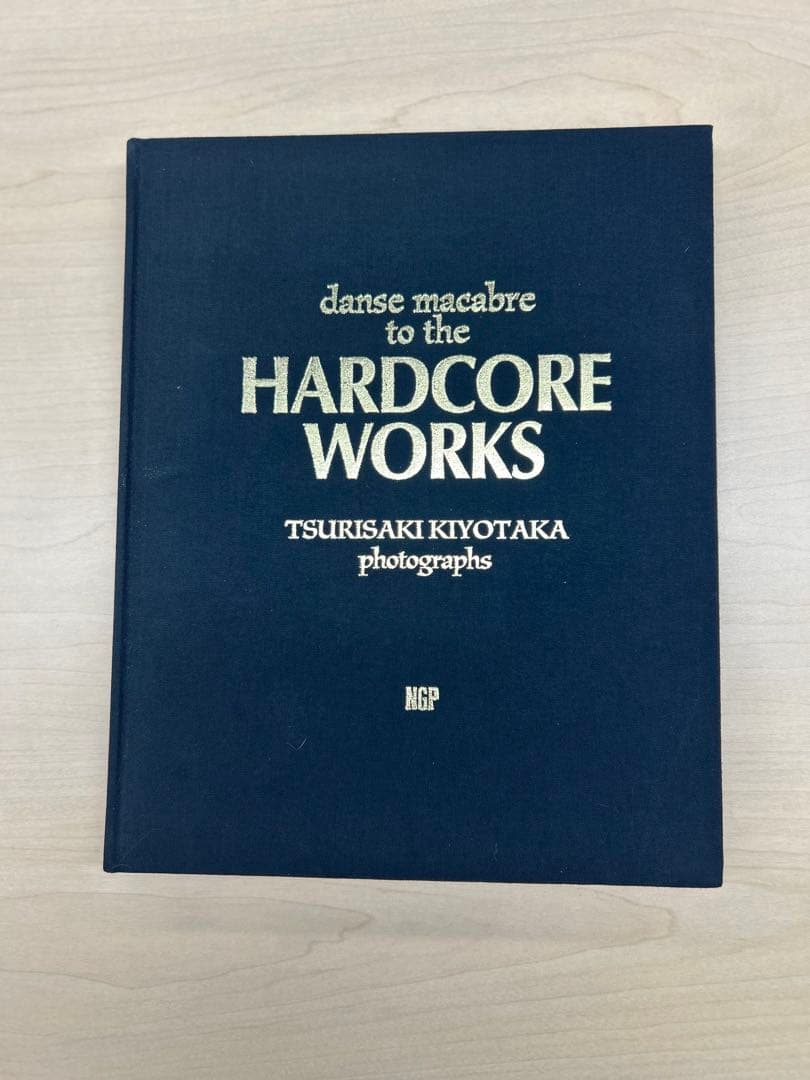 danse macabre
to the
HARDCORE
WORKS
TSURISAKI KIYOTAKA
photographs
NGP